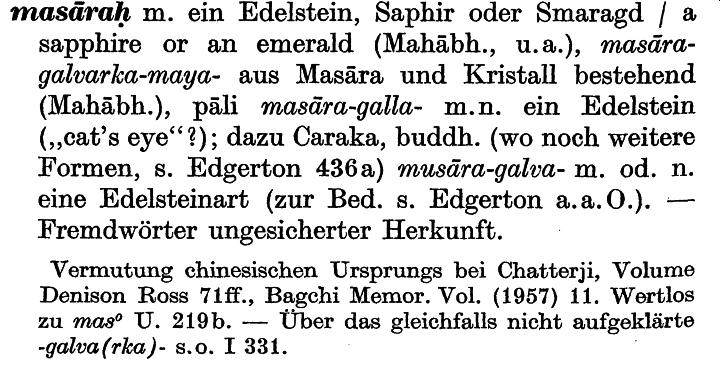 masāraḥ m. ein Edelstein, Saphir oder Smaragd / a
sapphire or an emerald (Mahābh., u.a.), masāra-
galvarka-maya- aus Masāra und Kristall bestehend
(Mahābh.), pāli masāra-galla- m.n. ein Edelstein
(„cat's eye“?); dazu Caraka, buddh. (wo noch weitere
Formen, s. Edgerton 436a) musāra-galva- m. od. n.
eine Edelsteinart (zur Bed. s. Edgerton a.a.O.). —
Fremdwörter ungesicherter Herkunft.
Vermutung chinesischen Ursprungs bei Chatterji, Volume
Denison Ross 71ff., Bagchi Memor. Vol. (1957) 11. Wertlos
zu mas⁰ U. 219b. — Über das gleichfalls nicht aufgeklärte
-galva(rka)- s.o. I 331.